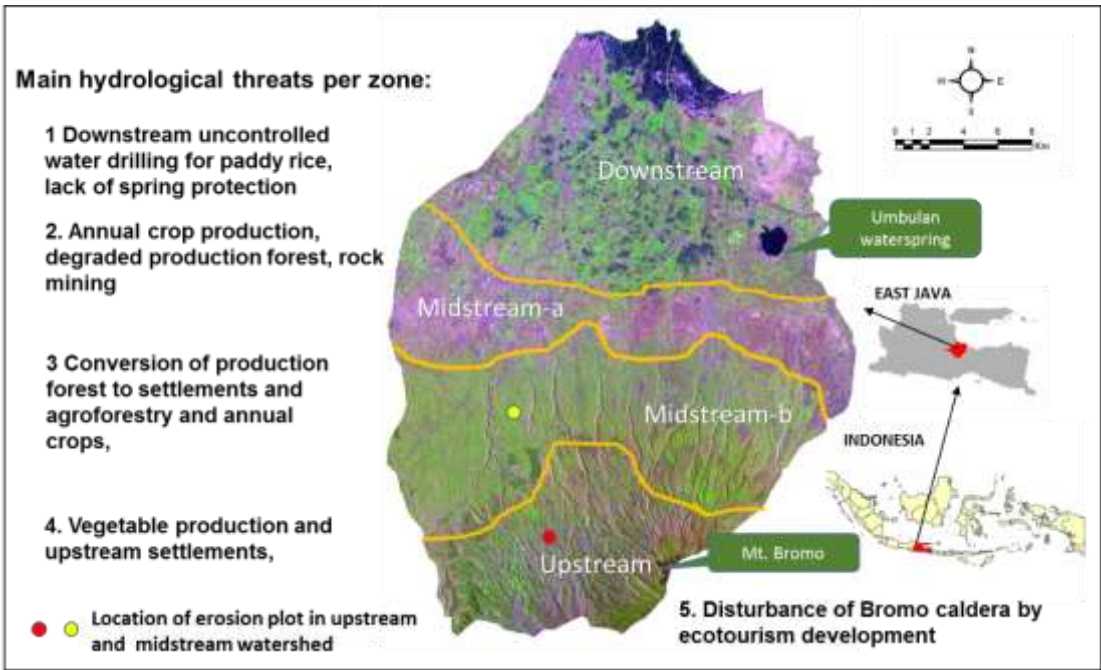 Main hydrological threats per zone:
1 Downstream uncontrolled
water drilling for paddy rice,
lack of spring protection
2. Annual crop production,
degraded production forest, rock
mining
3 Conversion of production
forest to settlements and
agroforestry and annual
crops,
4. Vegetable production and
upstream settlements,
Location of erosion plot in upstream
and midstream watershed
Downstream
Midstream-a
Midstream-b
Upstream
Umbulan
waterspring
Mt. Bromo
5. Disturbance of Bromo caldera by
ecotourism development
N
E
S
0 1 2 4 6 8
Km
EAST JAVA
INDONESIA